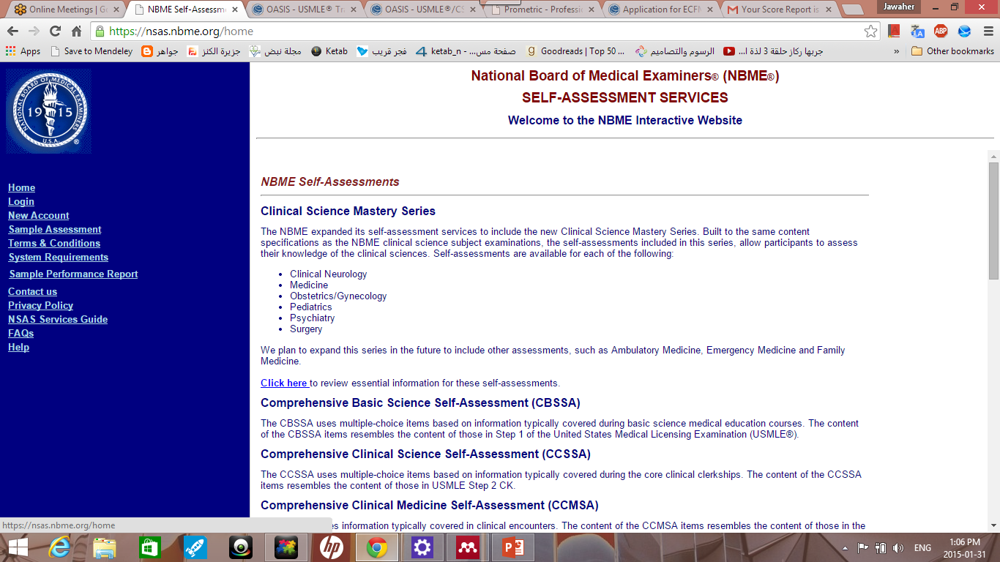 Online Meetings | Go
NBME Self-Assessm
OASIS - USMLE® Tra
OASIS - USMLE®/CS
Prometric - Professio
Application for ECFM
Your Score Report is
Jawaher
https://nsas.nbme.org/home
ABP
Apps
Save to Mendeley
جواهر
جزيرة الكنز
مجلة نبض
Ketab
فجر قريب
ketab_n - صفحة مس...
Goodreads | Top 50 ...
الرسوم والتصاميم
جربها ركاز حلقة 3 لذة ا...
»
Other bookmarks
NATIONAL BOARD OF MEDICAL EXAMINERS
1915
U.S.A.
®
Home
Login
New Account
Sample Assessment
Terms & Conditions
System Requirements
Sample Performance Report
Contact us
Privacy Policy
NSAS Services Guide
FAQs
Help
National Board of Medical Examiners® (NBME®)
SELF-ASSESSMENT SERVICES
Welcome to the NBME Interactive Website
NBME Self-Assessments
Clinical Science Mastery Series
The NBME expanded its self-assessment services to include the new Clinical Science Mastery Series. Built to the same content
specifications as the NBME clinical science subject examinations, the self-assessments included in this series, allow participants to assess
their knowledge of the clinical sciences. Self-assessments are available for each of the following:
• Clinical Neurology
• Medicine
• Obstetrics/Gynecology
• Pediatrics
• Psychiatry
• Surgery
We plan to expand this series in the future to include other assessments, such as Ambulatory Medicine, Emergency Medicine and Family
Medicine.
Click here to review essential information for these self-assessments.
Comprehensive Basic Science Self-Assessment (CBSSA)
The CBSSA uses multiple-choice items based on information typically covered during basic science medical education courses. The content
of the CBSSA items resembles the content of those in Step 1 of the United States Medical Licensing Examination (USMLE®).
Comprehensive Clinical Science Self-Assessment (CCSSA)
The CCSSA uses multiple-choice items based on information typically covered during the core clinical clerkships. The content of the CCSSA
items resembles the content of those in USMLE Step 2 CK.
Comprehensive Clinical Medicine Self-Assessment (CCMSA)
information typically covered in clinical encounters. The content of the CCMSA items resembles the content of those in the
https://nsas.nbme.org/home
hp
ENG
1:06 PM
2015-01-31